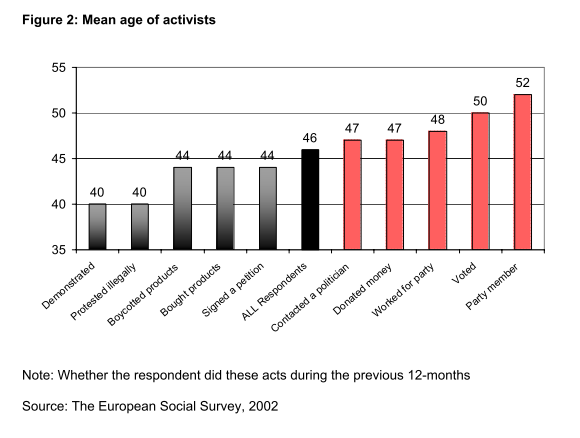 Figure 2: Mean age of activists
55
50
45
40
35
40
40
44
44
44
46
47
47
48
50
52
Demonstrated
Protested illegally
Boycotted products
Bought products
Signed a petition
ALL Respondents
Contacted a politician
Donated money
Worked for party
Voted
Party member
Note: Whether the respondent did these acts during the previous 12-months
Source: The European Social Survey, 2002